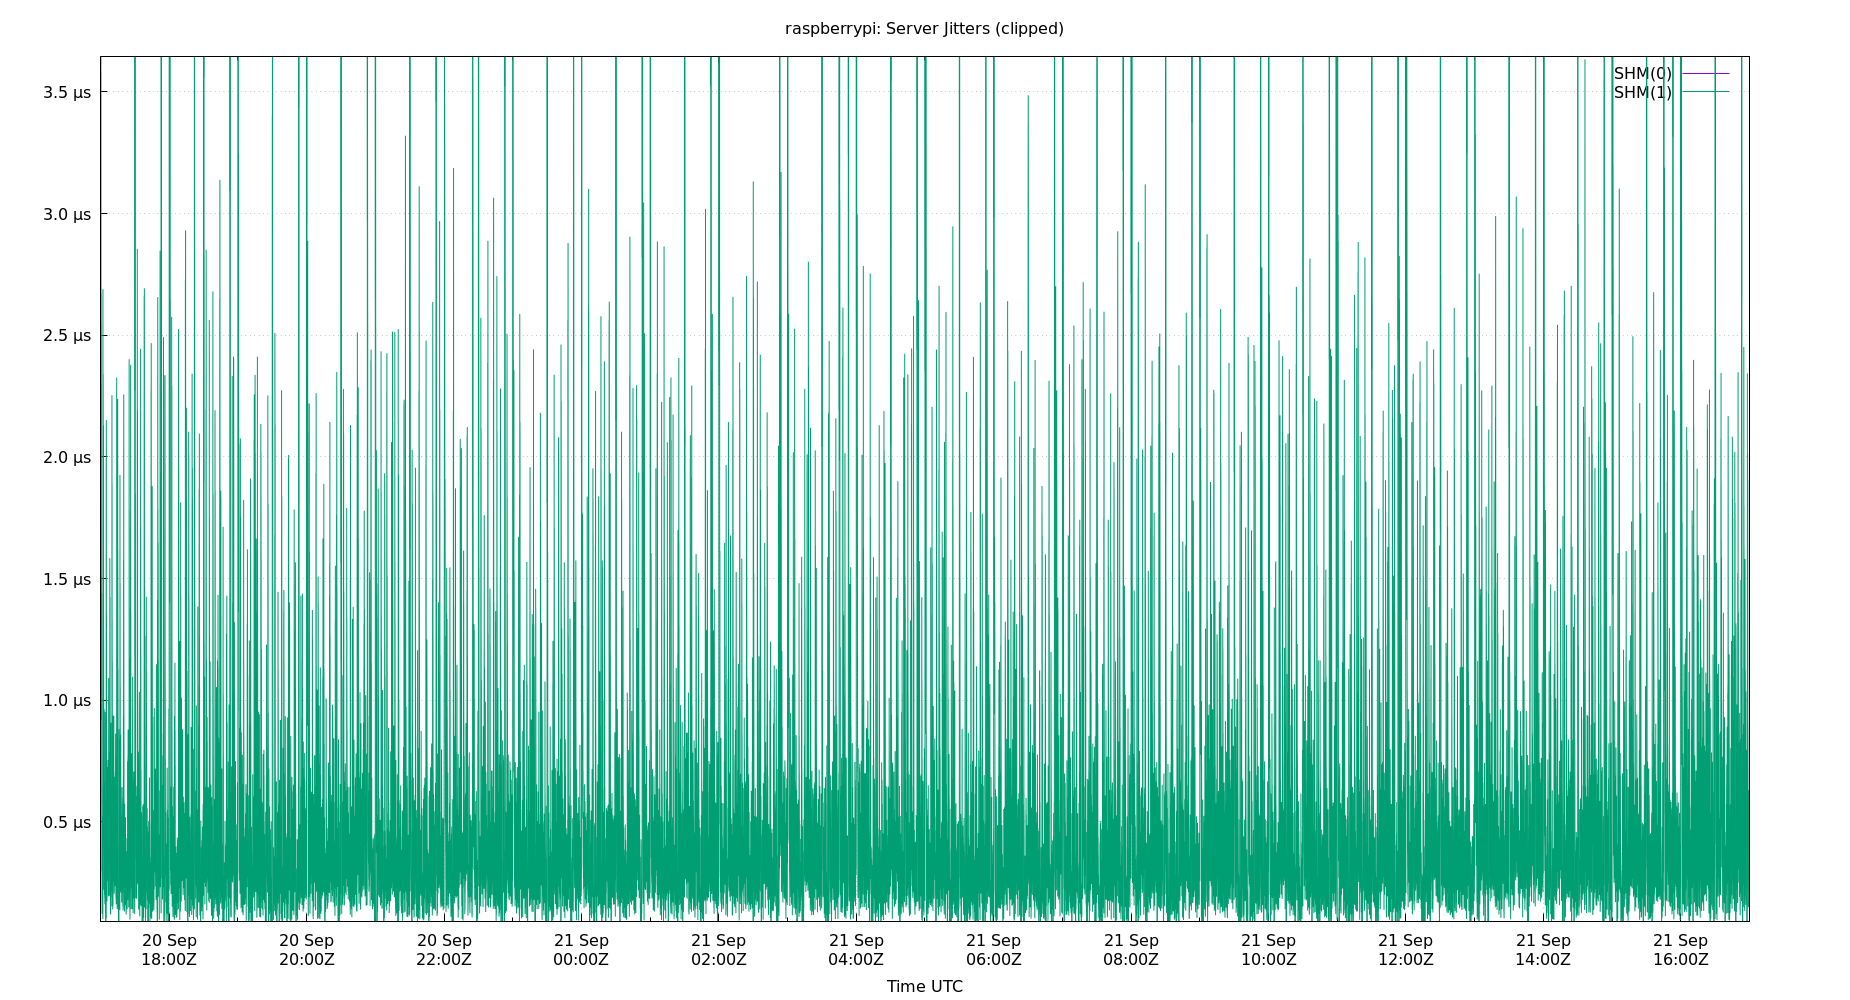 raspberrypi: Server Jitters (clipped)
SHM(0)
SHM(1)
3.5 µs
3.0 µs
2.5 µs
2.0 µs
1.5 µs
1.0 µs
0.5 µs
20 Sep 20 Sep 20 Sep 21 Sep 21 Sep 21 Sep 21 Sep 21 Sep 21 Sep 21 Sep 21 Sep 21 Sep
18:00Z 20:00Z 22:00Z 00:00Z 02:00Z 04:00Z 06:00Z 08:00Z 10:00Z 12:00Z 14:00Z 16:00Z
Time UTC